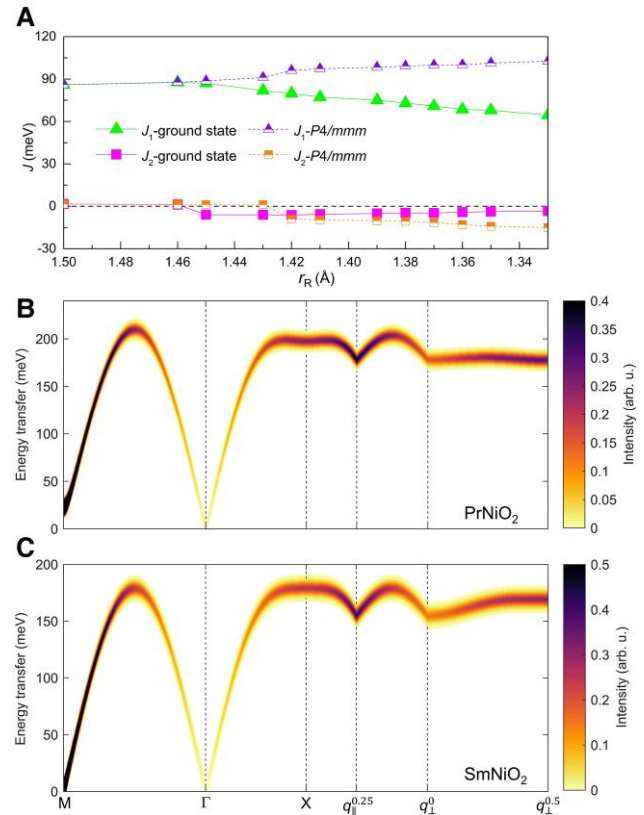 A
120
90
60
30
0
-30
J (meV)
J₁-ground state
J₁-P4/mmm
J₂-ground state
J₂-P4/mmm
1.50 1.48 1.46 1.44 1.42 1.40 1.38 1.36 1.34
r_R (Å)
B
200
150
100
50
0
Energy transfer (meV)
PrNiO₂
0.4
0.35
0.3
0.25
0.2
0.15
0.1
0.05
0
Intensity (arb. u.)
C
200
150
100
50
0
Energy transfer (meV)
SmNiO₂
0.5
0.4
0.3
0.2
0.1
0
Intensity (arb. u.)
M Γ X q∥^0.25 q⊥^0 q⊥^0.5